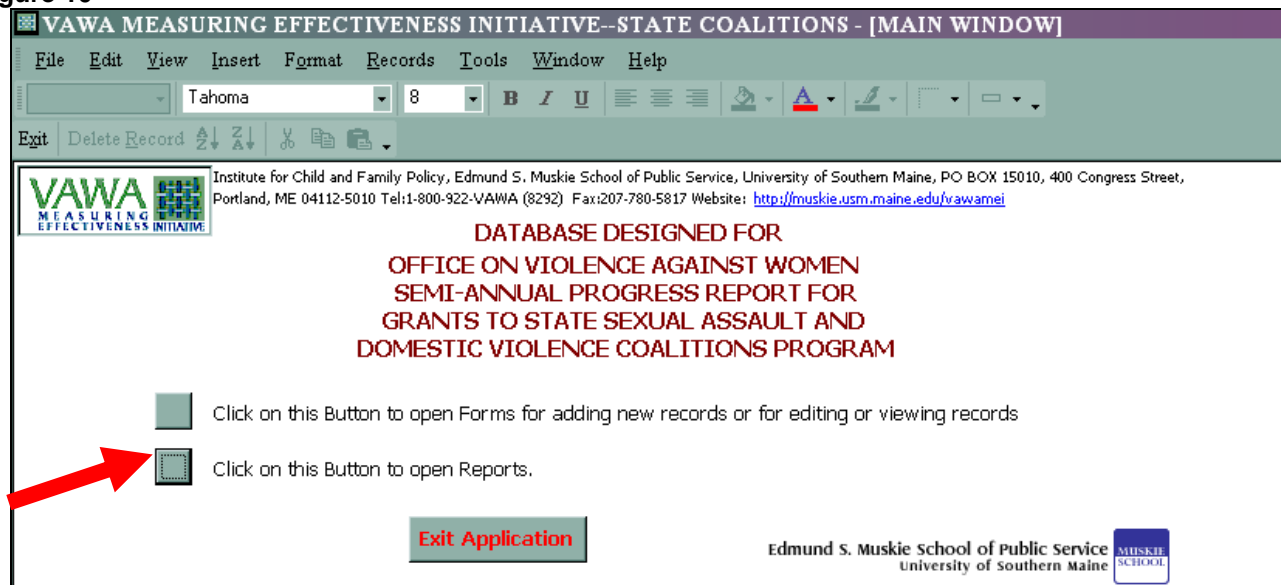 VAWA MEASURING EFFECTIVENESS INITIATIVE--STATE COALITIONS - [MAIN WINDOW]
File Edit View Insert Format Records Tools Window Help
Tahoma 8 B I U A
Exit Delete Record
VAWA
MEASURING
EFFECTIVENESS INITIATIVE
Institute for Child and Family Policy, Edmund S. Muskie School of Public Service, University of Southern Maine, PO BOX 15010, 400 Congress Street,
Portland, ME 04112-5010 Tel:1-800-922-VAWA (8292) Fax:207-780-5817 Website: http://muskie.usm.maine.edu/vawamei
DATABASE DESIGNED FOR
OFFICE ON VIOLENCE AGAINST WOMEN
SEMI-ANNUAL PROGRESS REPORT FOR
GRANTS TO STATE SEXUAL ASSAULT AND
DOMESTIC VIOLENCE COALITIONS PROGRAM
Click on this Button to open Forms for adding new records or for editing or viewing records
Click on this Button to open Reports.
Exit Application
Edmund S. Muskie School of Public Service
University of Southern Maine
MUSKIE
SCHOOL